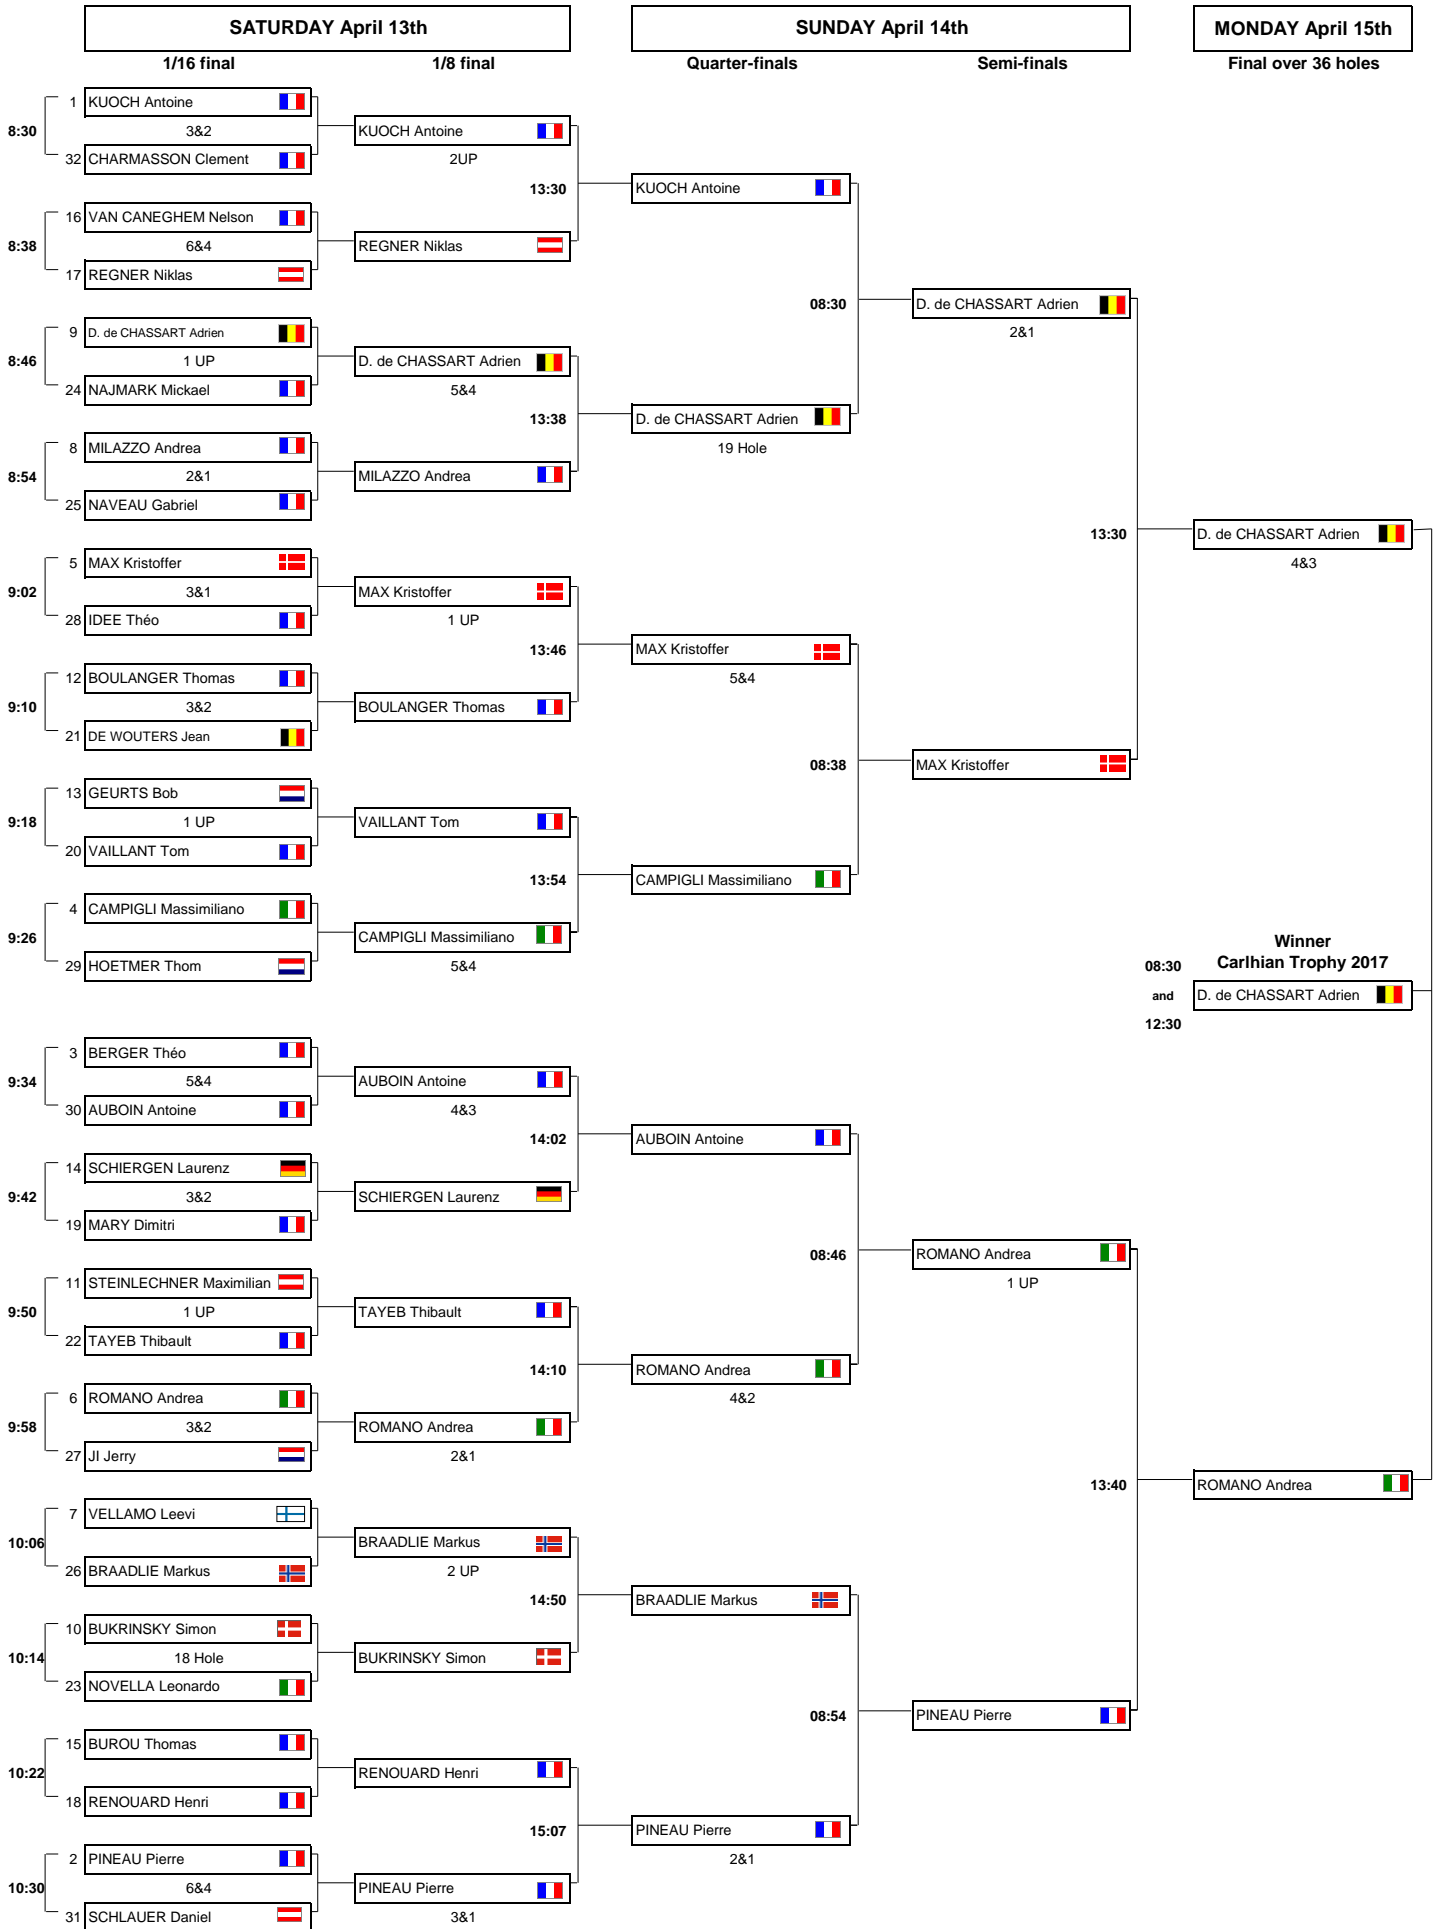 SATURDAY April 13th SUNDAY April 14th MONDAY April 15th
1/16 final 1/8 final Quarter-finals Semi-finals Final over 36 holes
1 KUOCH Antoine
8:30 3&2 KUOCH Antoine
32 CHARMASSON Clement 2UP
13:30 KUOCH Antoine
16 VAN CANEGHEM Nelson
8:38 6&4 REGNER Niklas
17 REGNER Niklas
08:30 D. de CHASSART Adrien
9 D. de CHASSART Adrien 2&1
8:46 1 UP D. de CHASSART Adrien
24 NAJMARK Mickael 5&4
13:38 D. de CHASSART Adrien
8 MILAZZO Andrea 19 Hole
8:54 2&1 MILAZZO Andrea
25 NAVEAU Gabriel
13:30 D. de CHASSART Adrien
5 MAX Kristoffer 4&3
9:02 3&1 MAX Kristoffer
28 IDEE Théo 1 UP
13:46 MAX Kristoffer
12 BOULANGER Thomas 5&4
9:10 3&2 BOULANGER Thomas
21 DE WOUTERS Jean
08:38 MAX Kristoffer
13 GEURTS Bob
9:18 1 UP VAILLANT Tom
20 VAILLANT Tom
13:54 CAMPIGLI Massimiliano
4 CAMPIGLI Massimiliano
9:26 CAMPIGLI Massimiliano Winner
29 HOETMER Thom 5&4 08:30 Carlhian Trophy 2017
and D. de CHASSART Adrien
12:30
3 BERGER Théo
9:34 5&4 AUBOIN Antoine
30 AUBOIN Antoine 4&3
14:02 AUBOIN Antoine
14 SCHIERGEN Laurenz
9:42 3&2 SCHIERGEN Laurenz
19 MARY Dimitri
08:46 ROMANO Andrea
11 STEINLECHNER Maximilian 1 UP
9:50 1 UP TAYEB Thibault
22 TAYEB Thibault
14:10 ROMANO Andrea
6 ROMANO Andrea 4&2
9:58 3&2 ROMANO Andrea
27 JI Jerry 2&1
13:40 ROMANO Andrea
7 VELLAMO Leevi
10:06 BRAADLIE Markus
26 BRAADLIE Markus 2 UP
14:50 BRAADLIE Markus
10 BUKRINSKY Simon
10:14 18 Hole BUKRINSKY Simon
23 NOVELLA Leonardo
08:54 PINEAU Pierre
15 BUROU Thomas
10:22 RENOUARD Henri
18 RENOUARD Henri
15:07 PINEAU Pierre
2 PINEAU Pierre 2&1
10:30 6&4 PINEAU Pierre
31 SCHLAUER Daniel 3&1